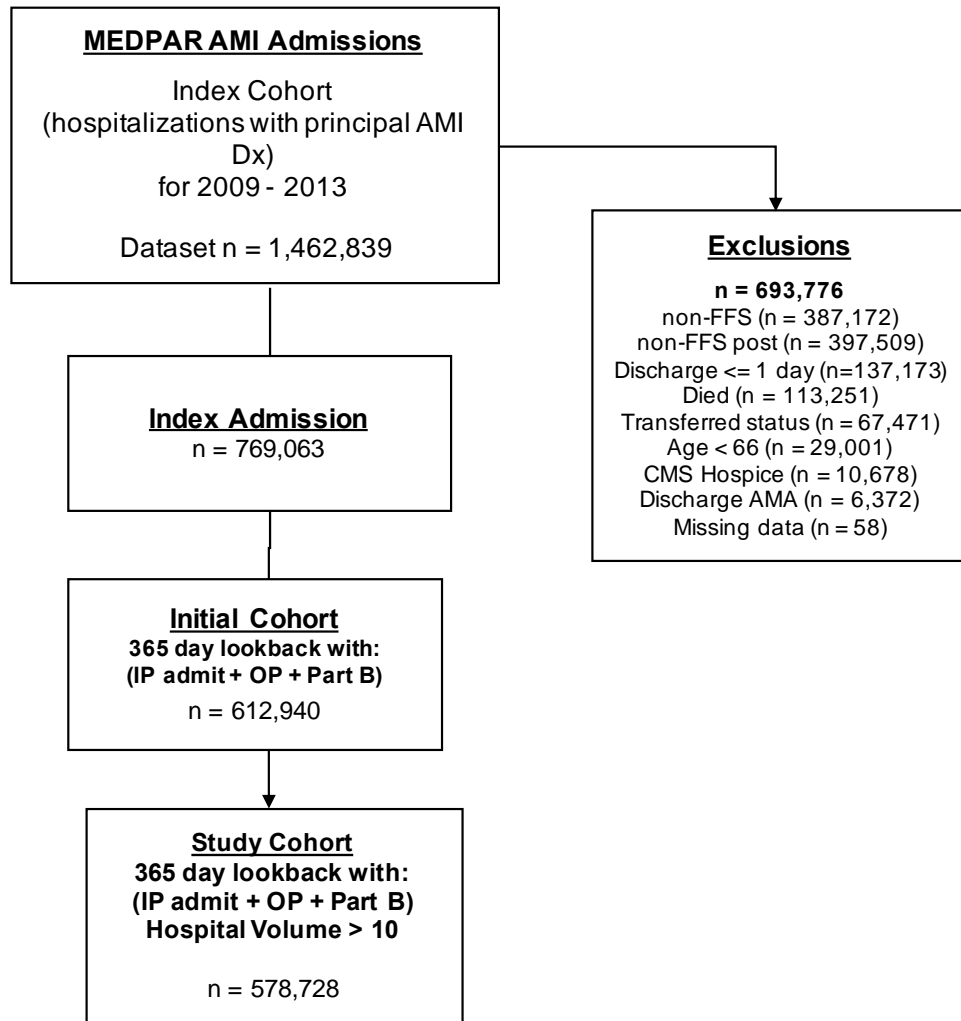 MEDPAR AMI Admissions
Index Cohort
(hospitalizations with principal AMI
Dx)
for 2009 - 2013
Dataset n = 1,462,839
Exclusions
n = 693,776
non-FFS (n = 387,172)
non-FFS post (n = 397,509)
Discharge <= 1 day (n=137,173)
Died (n = 113,251)
Transferred status (n = 67,471)
Age < 66 (n = 29,001)
CMS Hospice (n = 10,678)
Discharge AMA (n = 6,372)
Missing data (n = 58)
Index Admission
n = 769,063
Initial Cohort
365 day lookback with:
(IP admit + OP + Part B)
n = 612,940
Study Cohort
365 day lookback with:
(IP admit + OP + Part B)
Hospital Volume > 10
n = 578,728